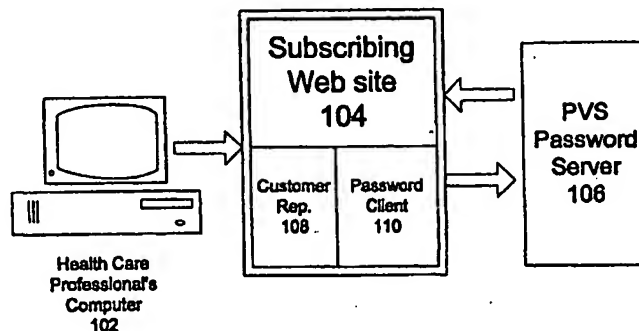 Subscribing
Web site
104
Customer
Rep.
108
Password
Client
110
PVS
Password
Server
106
Health Care
Professional's
Computer
102